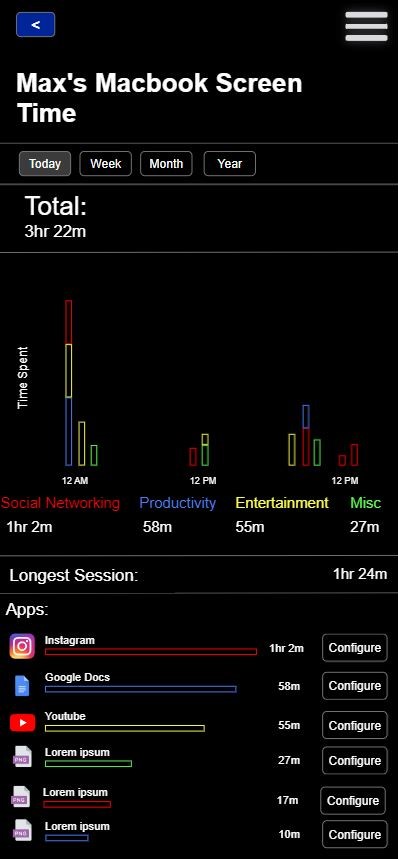 <
Max's Macbook Screen
Time
Today Week Month Year
Total:
3hr 22m
Time Spent
12 AM 12 PM 12 PM
Social Networking Productivity Entertainment Misc
1hr 2m 58m 55m 27m
Longest Session: 1hr 24m
Apps:
Instagram
1hr 2m Configure
Google Docs
58m Configure
Youtube
55m Configure
PNG Lorem ipsum
27m Configure
PNG Lorem ipsum
17m Configure
PNG Lorem ipsum
10m Configure